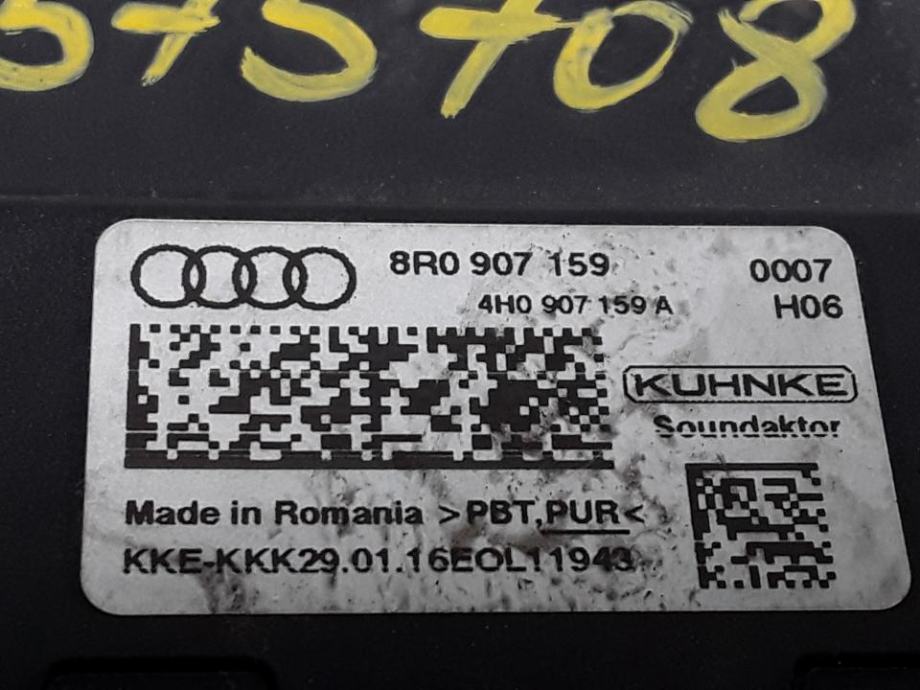 575708
8R0 907 159
0007
4H0 907 159 A
H06
KUHNKE
Soundaktor
Made in Romania >PBT,PUR<
KKE-KKK29.01.16EOL11943